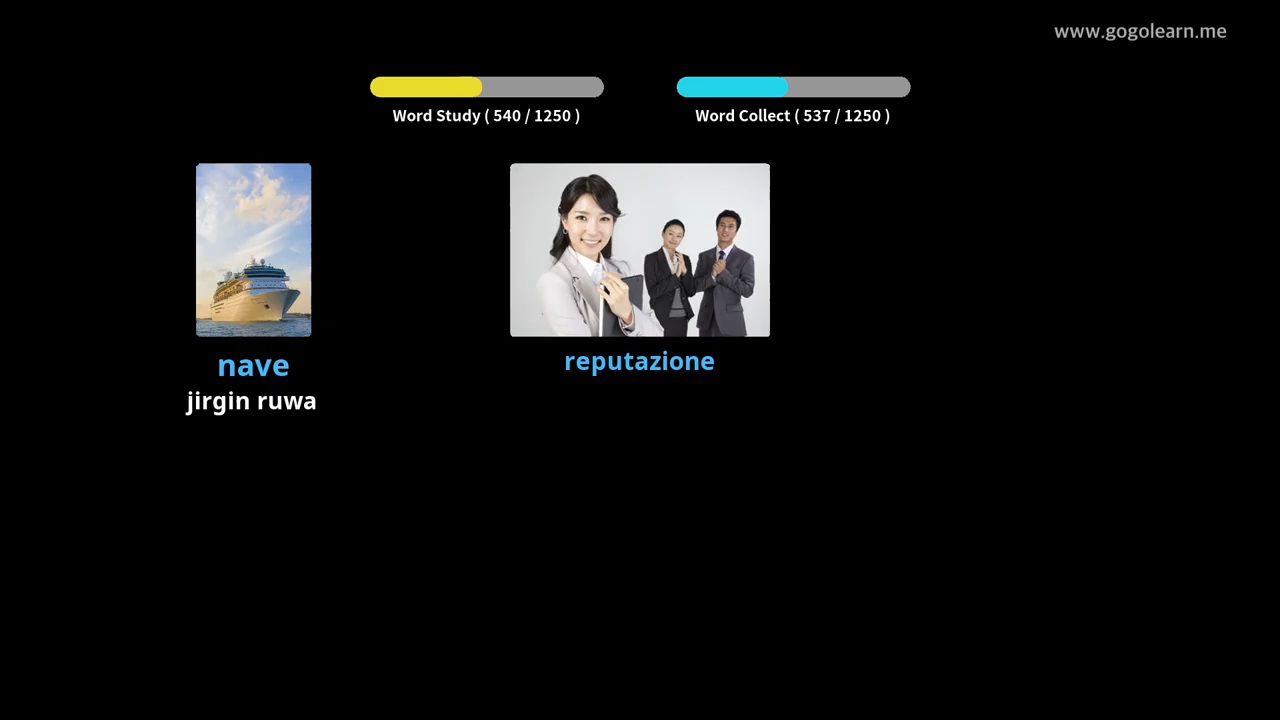 www.gogolearn.me
Word Study ( 540 / 1250 )
Word Collect ( 537 / 1250 )
nave
jirgin ruwa
reputazione